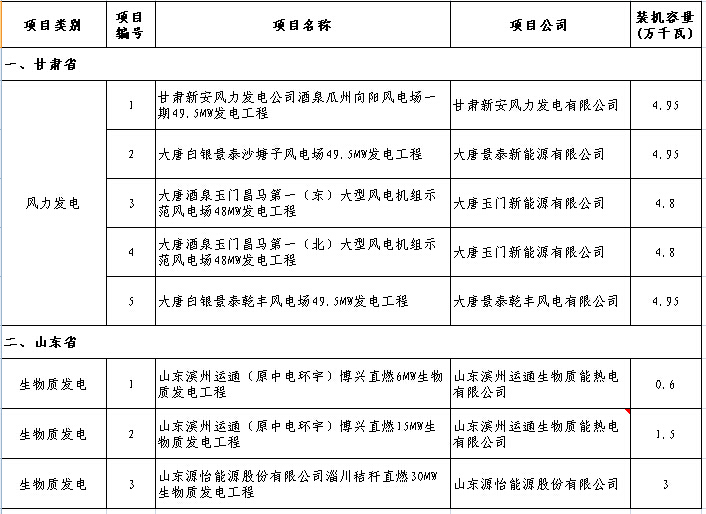 项目类别
项目
编号
项目名称
项目公司
装机容量
(万千瓦)
一、甘肃省
风力发电
1
甘肃新安风力发电公司酒泉瓜州向阳风电场一
期49.5MW发电工程
甘肃新安风力发电有限公司
4.95
2
大唐白银景泰沙塘子风电场49.5MW发电工程
大唐景泰新能源有限公司
4.95
3
大唐酒泉玉门昌马第一（东）大型风电机组示
范风电场48MW发电工程
大唐玉门新能源有限公司
4.8
4
大唐酒泉玉门昌马第一（北）大型风电机组示
范风电场48MW发电工程
大唐玉门新能源有限公司
4.8
5
大唐白银景泰乾丰风电场49.5MW发电工程
大唐景泰乾丰风电有限公司
4.95
二、山东省
生物质发电
1
山东滨州运通（原中电环宇）博兴直燃6MW生物
质发电工程
山东滨州运通生物质能热电
有限公司
0.6
生物质发电
2
山东滨州运通（原中电环宇）博兴直燃15MW生
物质发电工程
山东滨州运通生物质能热电
有限公司
1.5
生物质发电
3
山东源怡能源股份有限公司淄川秸秆直燃30MW
生物质发电工程
山东源怡能源股份有限公司
3